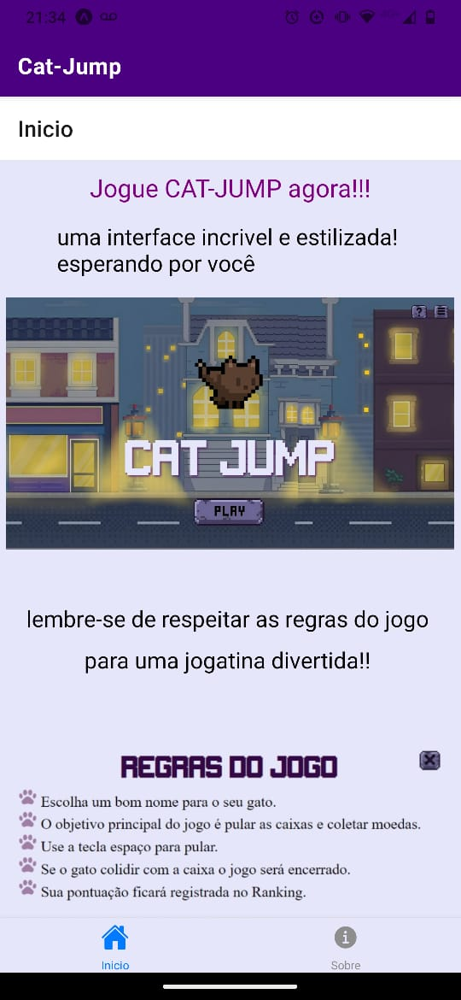 21:34
Cat-Jump
Inicio
Jogue CAT-JUMP agora!!!
uma interface incrivel e estilizada!
esperando por você
?
CAT JUMP
PLAY
lembre-se de respeitar as regras do jogo
para uma jogatina divertida!!
REGRAS DO JOGO
Escolha um bom nome para o seu gato.
O objetivo principal do jogo é pular as caixas e coletar moedas.
Use a tecla espaço para pular.
Se o gato colidir com a caixa o jogo será encerrado.
Sua pontuação ficará registrada no Ranking.
Inicio
Sobre